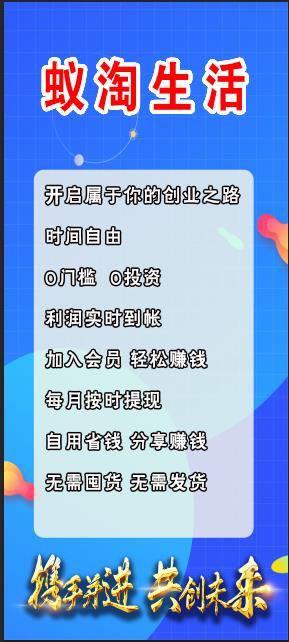 蚁淘生活
开启属于你的创业之路
时间自由
0门槛 0投资
利润实时到帐
加入会员 轻松赚钱
每月按时提现
自用省钱 分享赚钱
无需囤货 无需发货
携手并进 共创未来